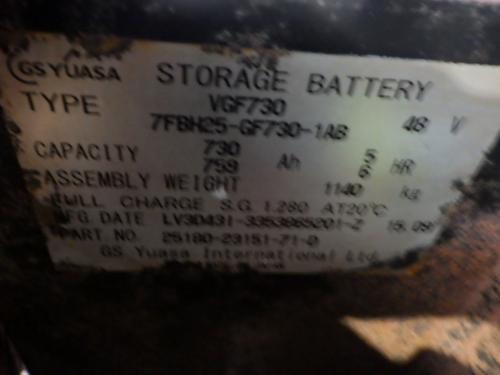 GS YUASA STORAGE BATTERY
TYPE VGF730
7FBH25-GF730-1AB 48 V
CAPACITY 730 Ah 5 HR
759 6
ASSEMBLY WEIGHT 1140 kg
FULL CHARGE S.G. 1.280 AT20°C
MFG. DATE LV30431-3353865201-2 15.09
PART NO. 25180-23151-71-0
GS Yuasa International Ltd.